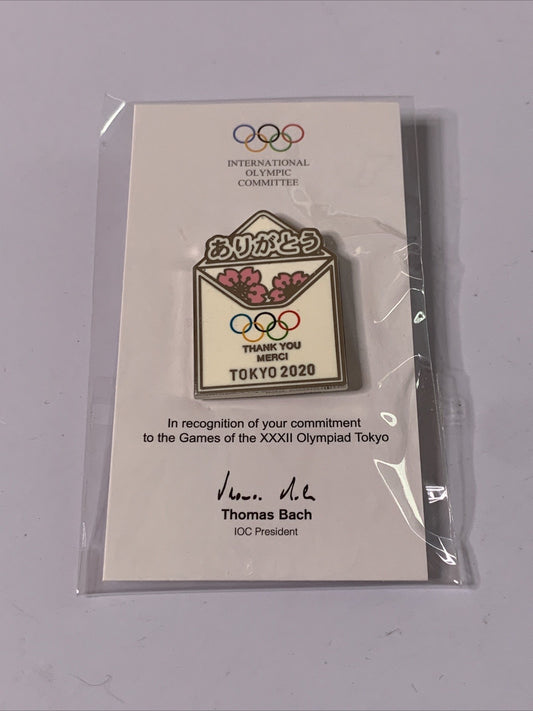 INTERNATIONAL
OLYMPIC
COMMITTEE
ありがとう
THANK YOU
MERCI
TOKYO 2020
In recognition of your commitment
to the Games of the XXXII Olympiad Tokyo
Thomas Bach
IOC President